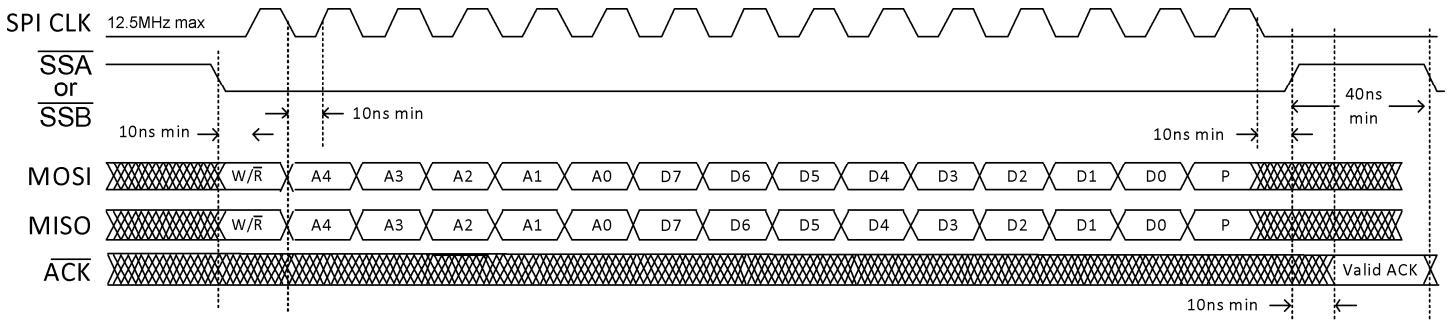 SPI CLK 12.5MHz max
SSA
or
SSB
10ns min
10ns min
10ns min
40ns
min
MOSI W/R A4 A3 A2 A1 A0 D7 D6 D5 D4 D3 D2 D1 D0 P
MISO W/R A4 A3 A2 A1 A0 D7 D6 D5 D4 D3 D2 D1 D0 P
ACK Valid ACK
10ns min